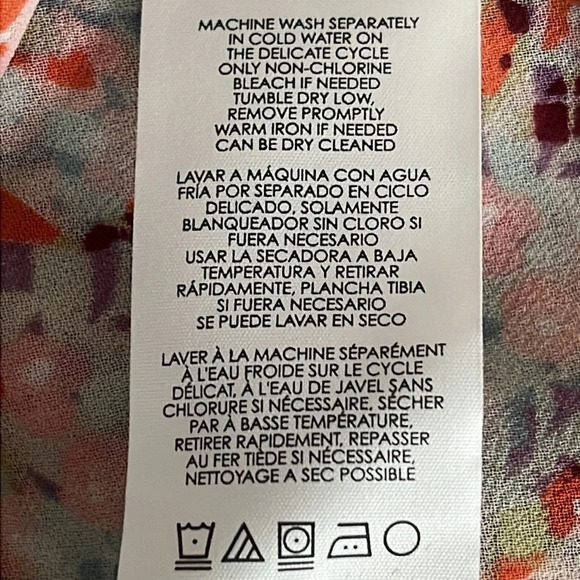 MACHINE WASH SEPARATELY
IN COLD WATER ON
THE DELICATE CYCLE
ONLY NON-CHLORINE
BLEACH IF NEEDED
TUMBLE DRY LOW,
REMOVE PROMPTLY
WARM IRON IF NEEDED
CAN BE DRY CLEANED
LAVAR A MÁQUINA CON AGUA
FRÍA POR SEPARADO EN CICLO
DELICADO, SOLAMENTE
BLANQUEADOR SIN CLORO SI
FUERA NECESARIO
USAR LA SECADORA A BAJA
TEMPERATURA Y RETIRAR
RÁPIDAMENTE, PLANCHA TIBIA
SI FUERA NECESARIO
SE PUEDE LAVAR EN SECO
LAVER À LA MACHINE SÉPARÉMENT
À L'EAU FROIDE SUR LE CYCLE
DÉLICAT, À L'EAU DE JAVEL SANS
CHLORURE SI NÉCESSAIRE, SÉCHER
PAR À BASSE TEMPÉRATURE,
RETIRER RAPIDEMENT, REPASSER
AU FER TIÈDE SI NÉCESSAIRE,
NETTOYAGE A SEC POSSIBLE